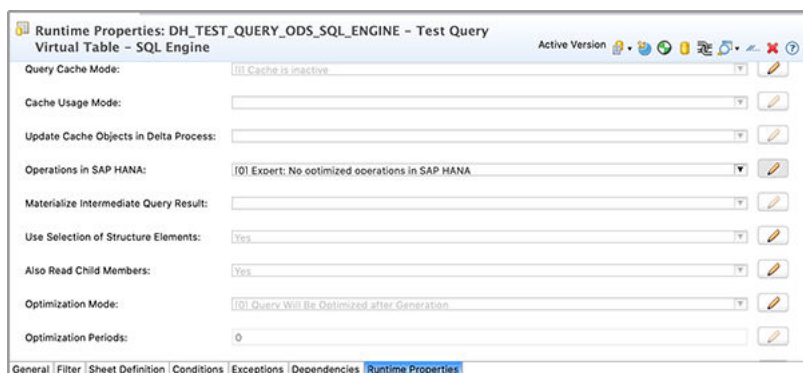 Runtime Properties: DH_TEST_QUERY_ODS_SQL_ENGINE - Test Query
Virtual Table - SQL Engine
Active Version
Query Cache Mode: [I] Cache is inactive
Cache Usage Mode:
Update Cache Objects in Delta Process:
Operations in SAP HANA: [0] Expert: No optimized operations in SAP HANA
Materialize Intermediate Query Result:
Use Selection of Structure Elements: Yes
Also Read Child Members: Yes
Optimization Mode: [0] Query Will Be Optimized after Generation
Optimization Periods: 0
General Filter Sheet Definition Conditions Exceptions Dependencies Runtime Properties